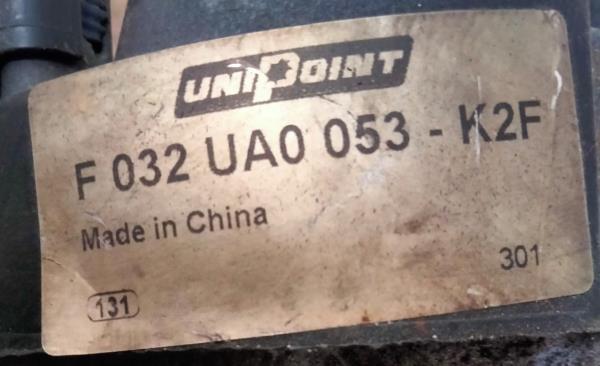 UNIPOINT
F 032 UA0 053 - K2F
Made in China
301
131